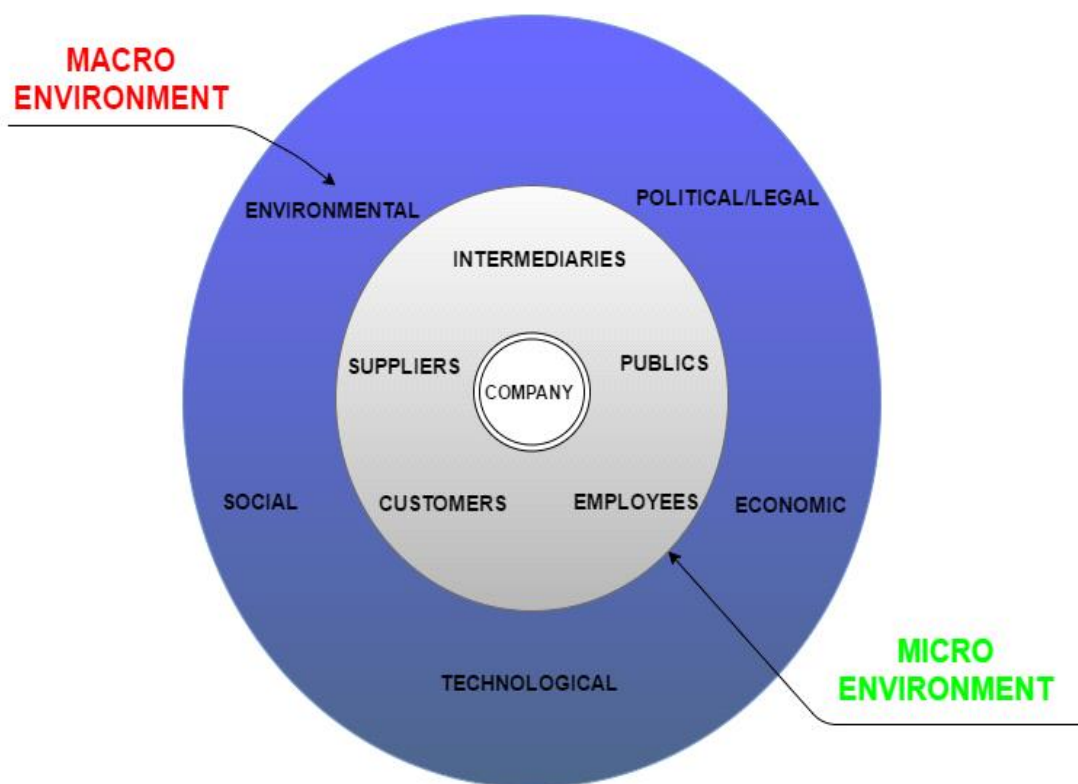 MACRO
ENVIRONMENT
ENVIRONMENTAL
POLITICAL/LEGAL
INTERMEDIARIES
SUPPLIERS
PUBLICS
COMPANY
SOCIAL
CUSTOMERS
EMPLOYEES
ECONOMIC
TECHNOLOGICAL
MICRO
ENVIRONMENT